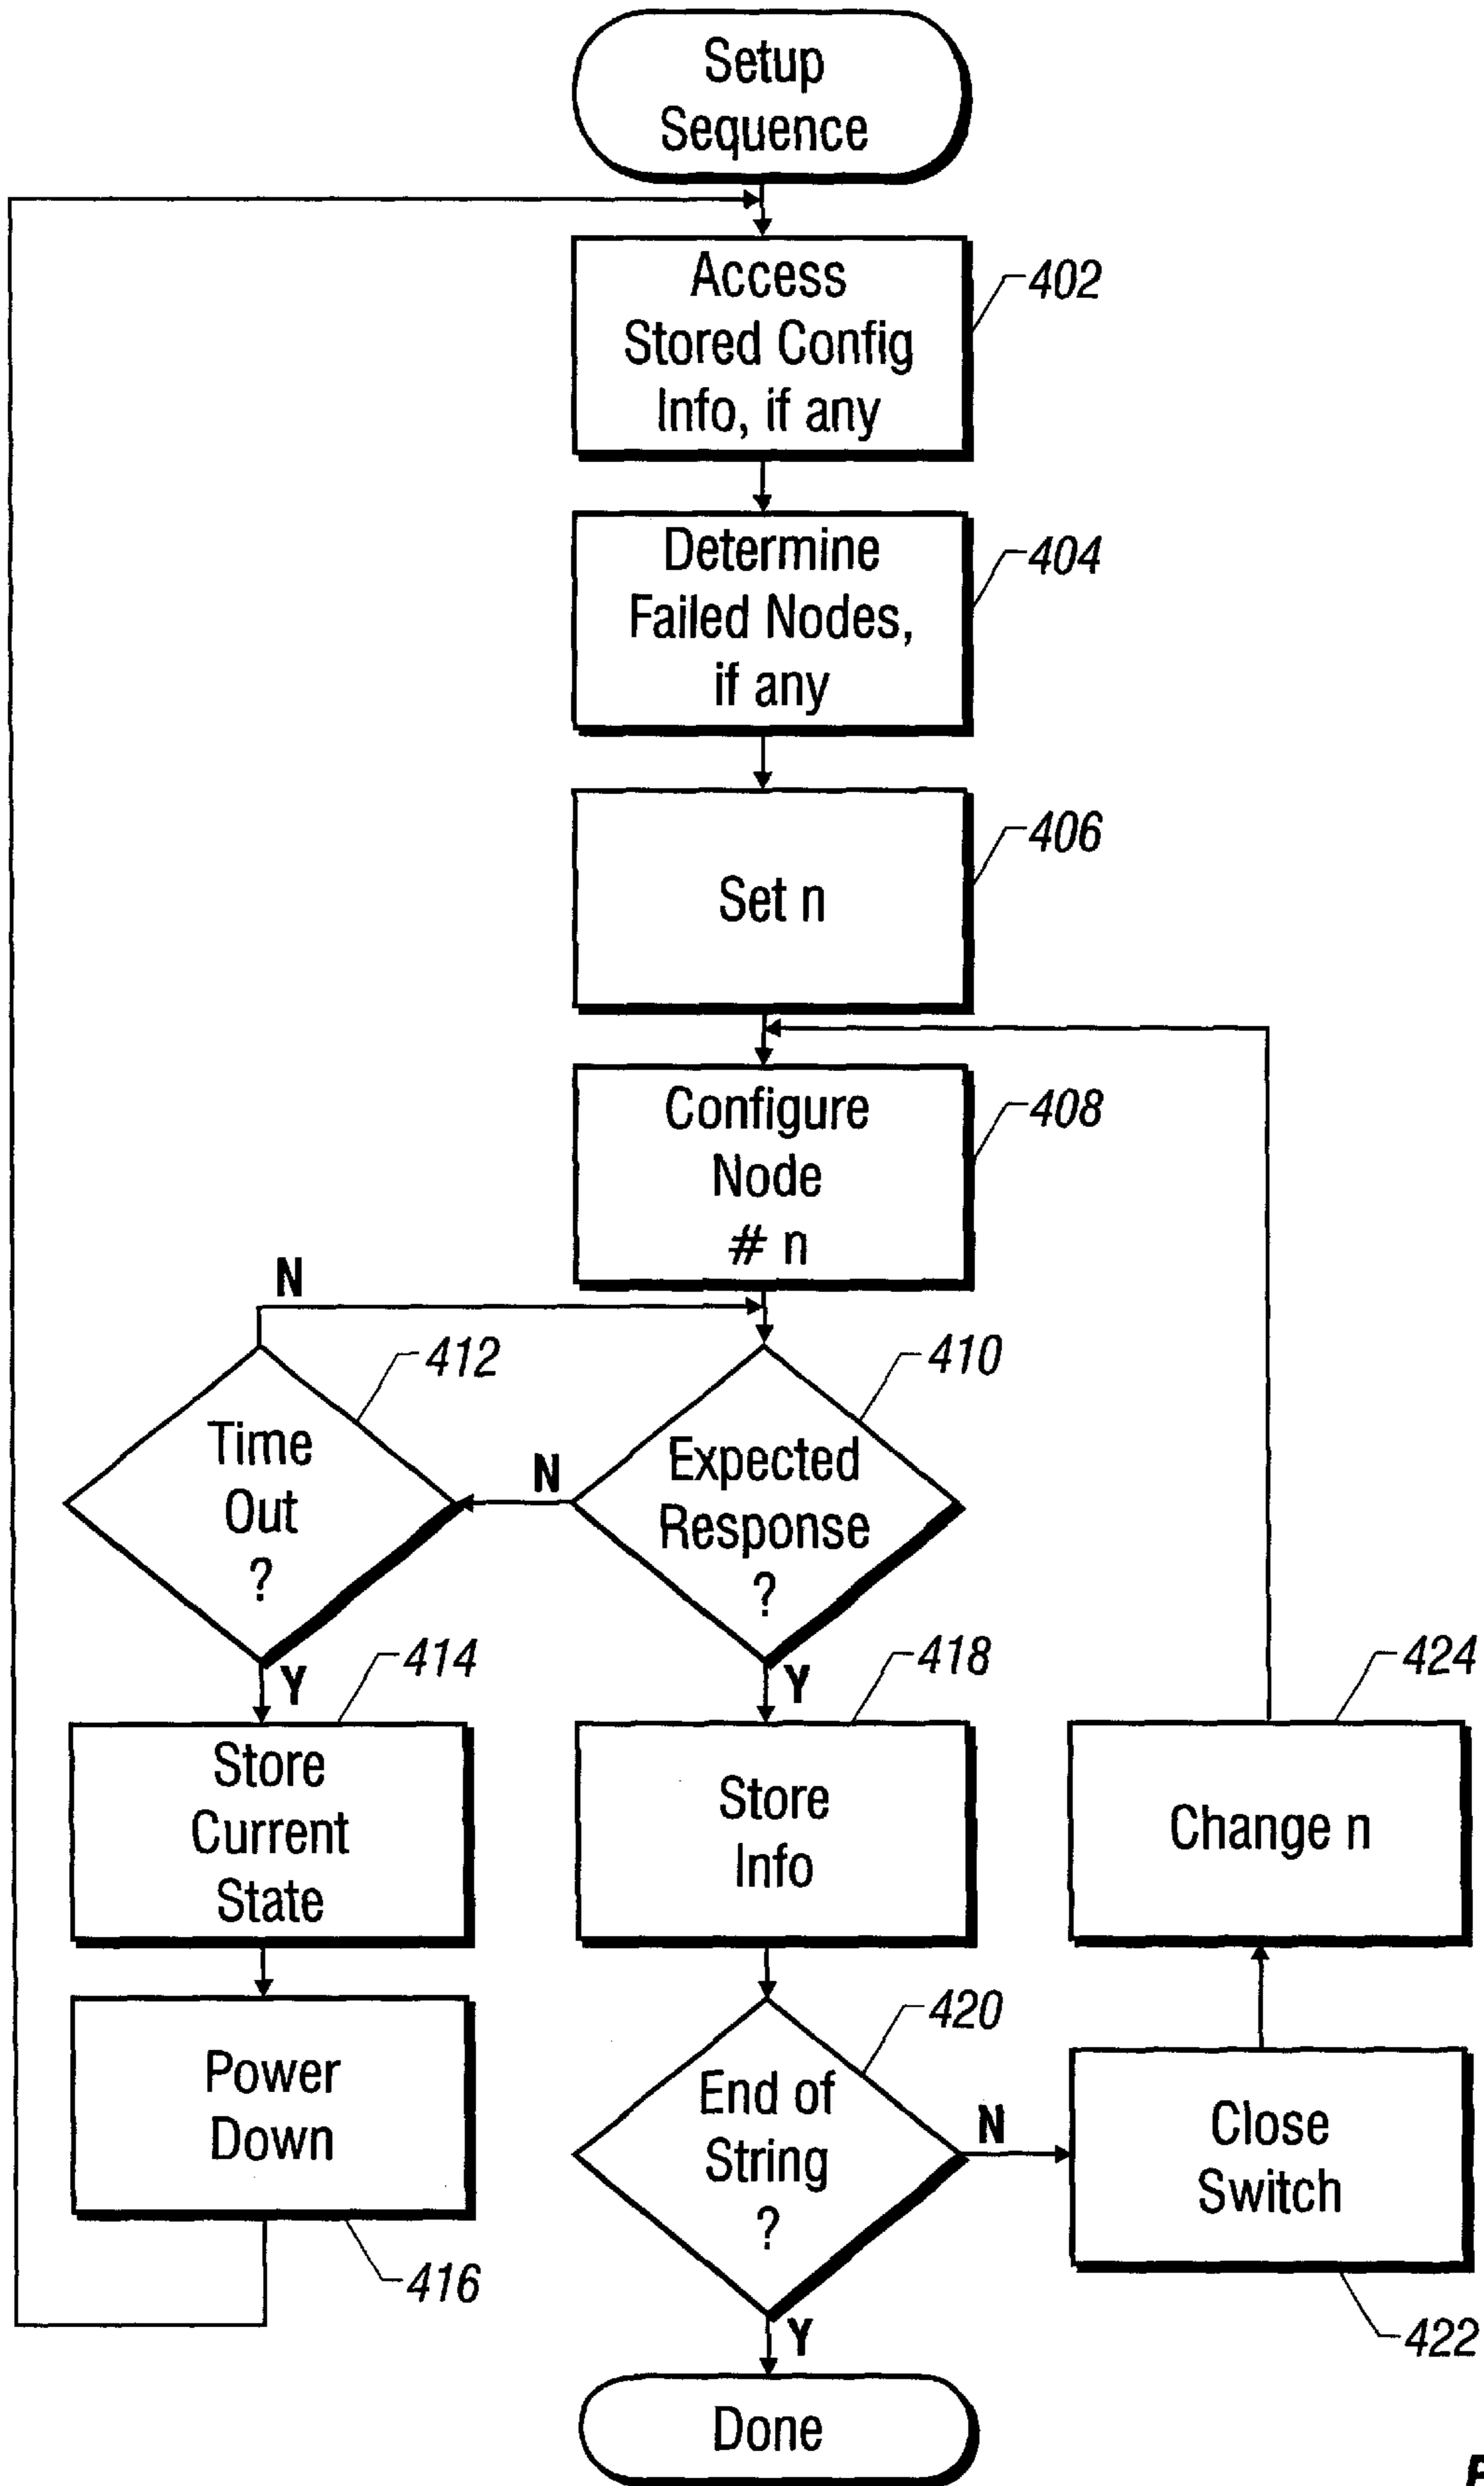 Setup
Sequence
Access
Stored Config
Info, if any
402
Determine
Failed Nodes,
if any
404
Set n
406
Configure
Node
# n
408
N
412
410
Time
Out
?
N
Expected
Response
?
Y
414
Y
418
424
Store
Current
State
Store
Info
Change n
420
Power
Down
End of
String
?
N
Close
Switch
416
422
Y
Done